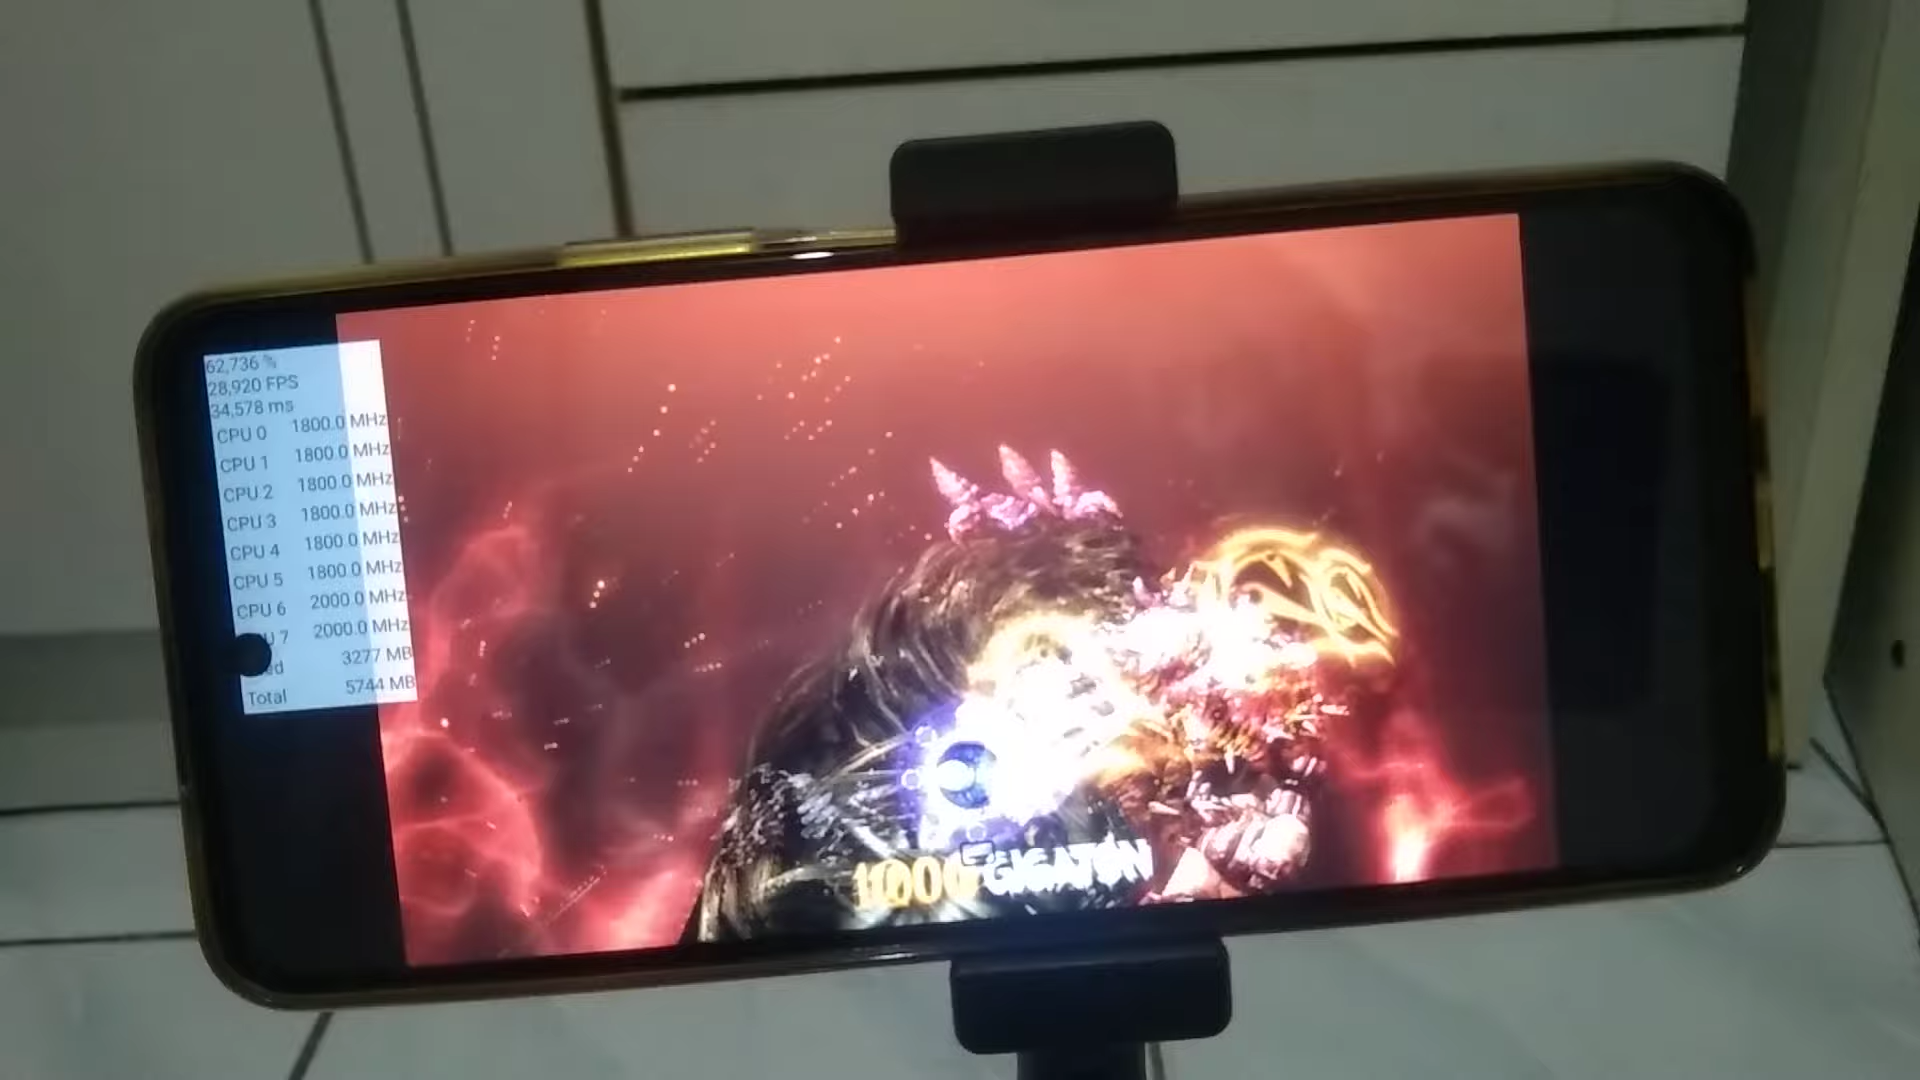 62,736 %
28,920 FPS
34,578 ms
CPU 0 1800.0 MHz
CPU 1 1800.0 MHz
CPU 2 1800.0 MHz
CPU 3 1800.0 MHz
CPU 4 1800.0 MHz
CPU 5 1800.0 MHz
CPU 6 2000.0 MHz
U 7 2000.0 MHz
ed 3277 MB
Total 5744 MB
GIGATON